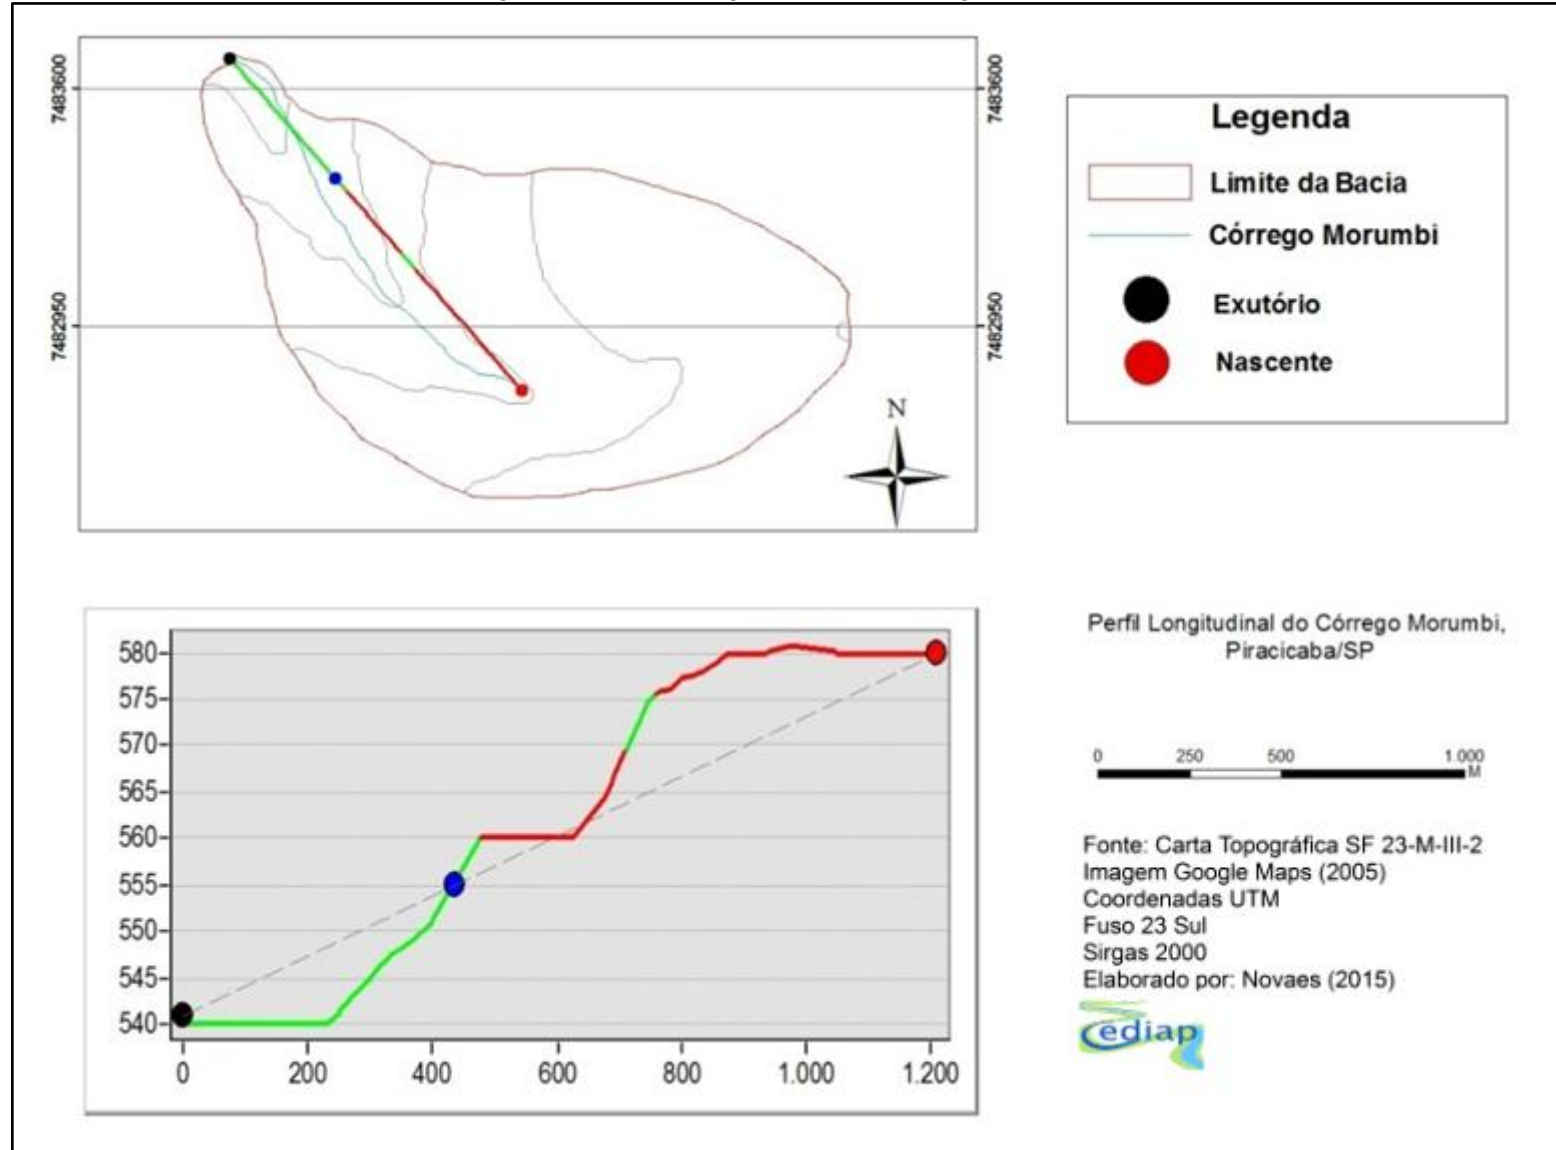 7483600
7482950
7483600
7482950
N
Legenda
Limite da Bacia
Córrego Morumbi
Exutório
Nascente
580
575
570
565
560
555
550
545
540
0 200 400 600 800 1.000 1.200
Perfil Longitudinal do Córrego Morumbi,
Piracicaba/SP
0 250 500 1.000
M
Fonte: Carta Topográfica SF 23-M-III-2
Imagem Google Maps (2005)
Coordenadas UTM
Fuso 23 Sul
Sirgas 2000
Elaborado por: Novaes (2015)
Cediap